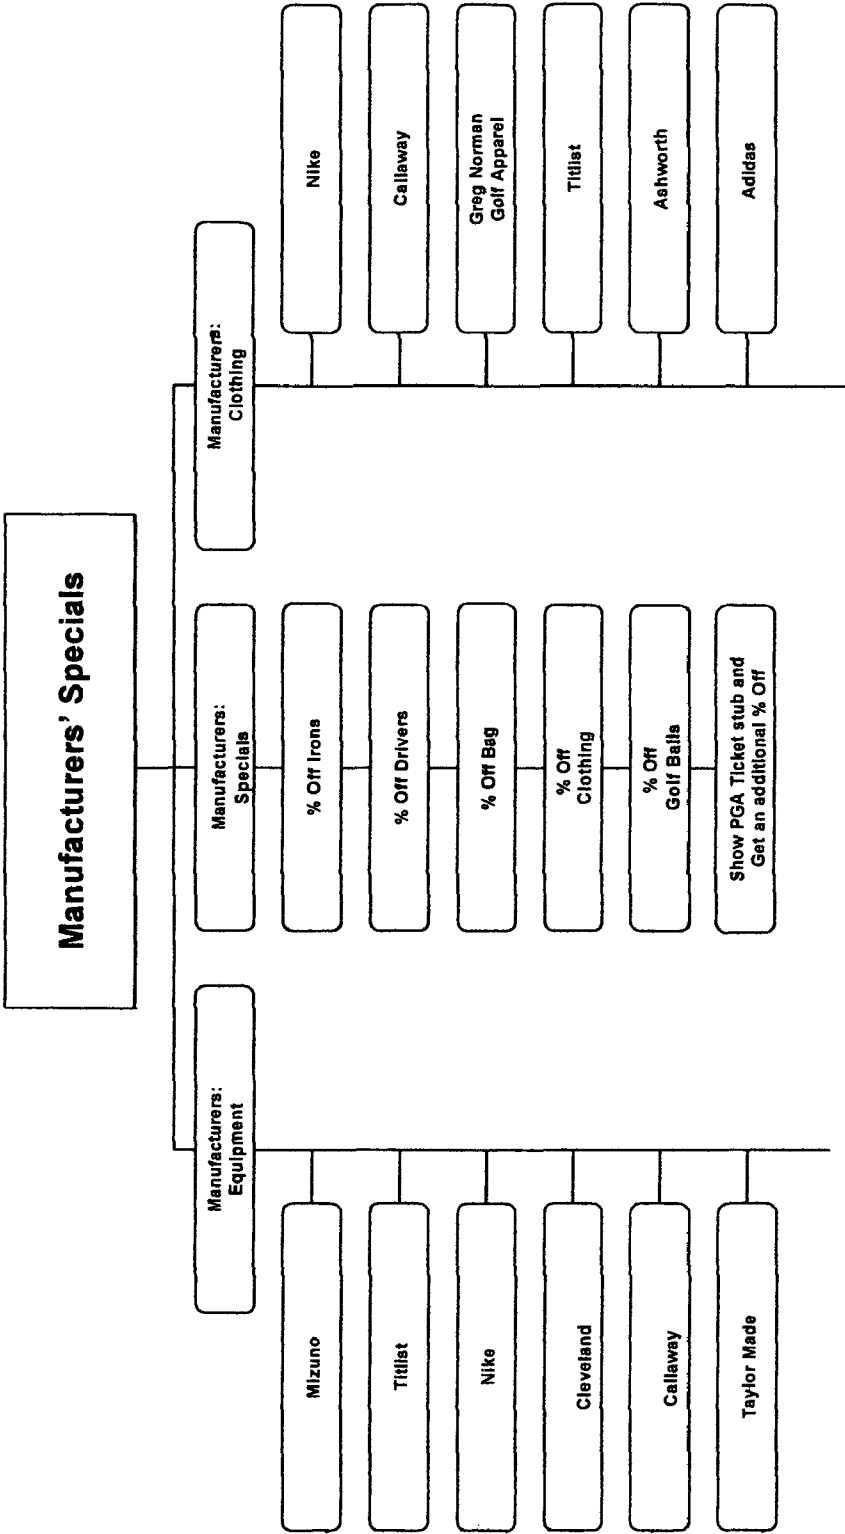 Manufacturers' Specials
Manufacturers:
Equipment
Mizuno
Titlist
Nike
Cleveland
Callaway
Taylor Made
Manufacturers:
Specials
% Off Irons
% Off Drivers
% Off Bag
% Off
Clothing
% Off
Golf Balls
Show PGA Ticket stub and
Get an additional % Off
Manufacturers:
Clothing
Nike
Callaway
Greg Norman
Golf Apparel
Titlist
Ashworth
Adidas